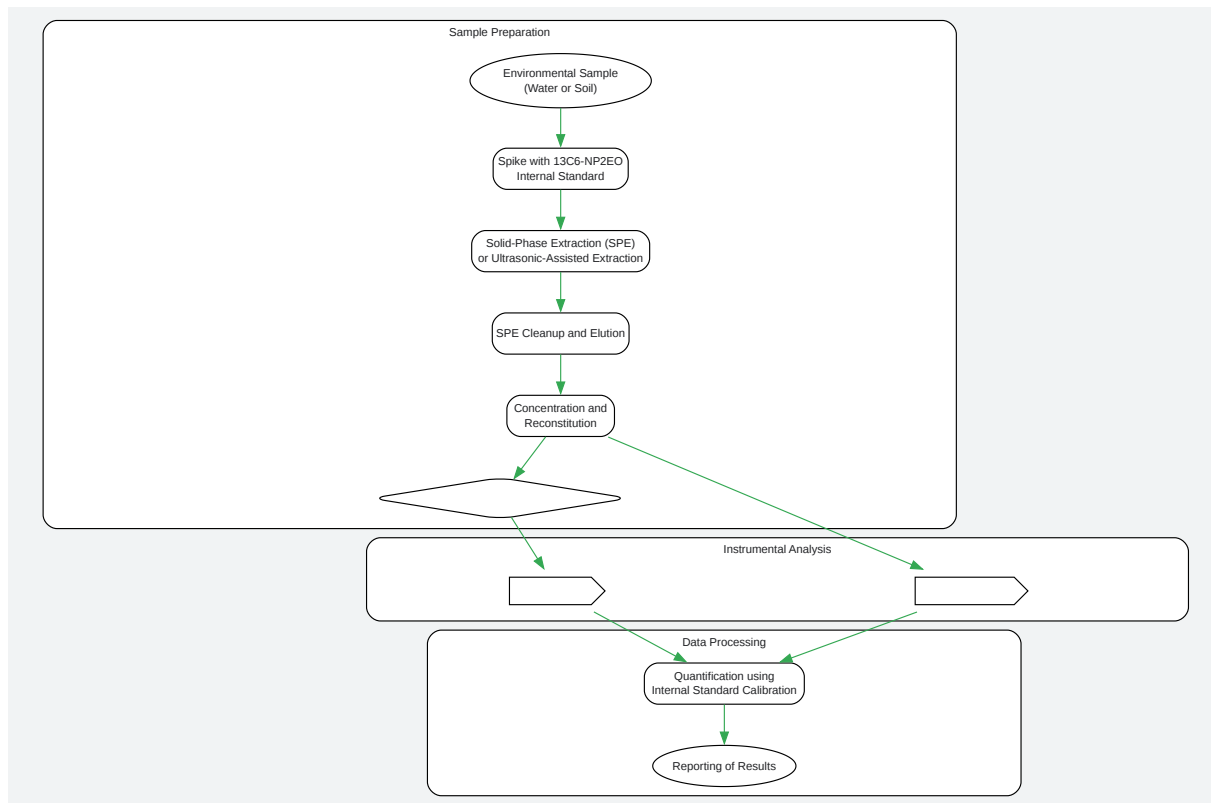 Sample Preparation
Environmental Sample
(Water or Soil)
Spike with 13C6-NP2EO
Internal Standard
Solid-Phase Extraction (SPE)
or Ultrasonic-Assisted Extraction
SPE Cleanup and Elution
Concentration and
Reconstitution
Instrumental Analysis
Data Processing
Quantification using
Internal Standard Calibration
Reporting of Results